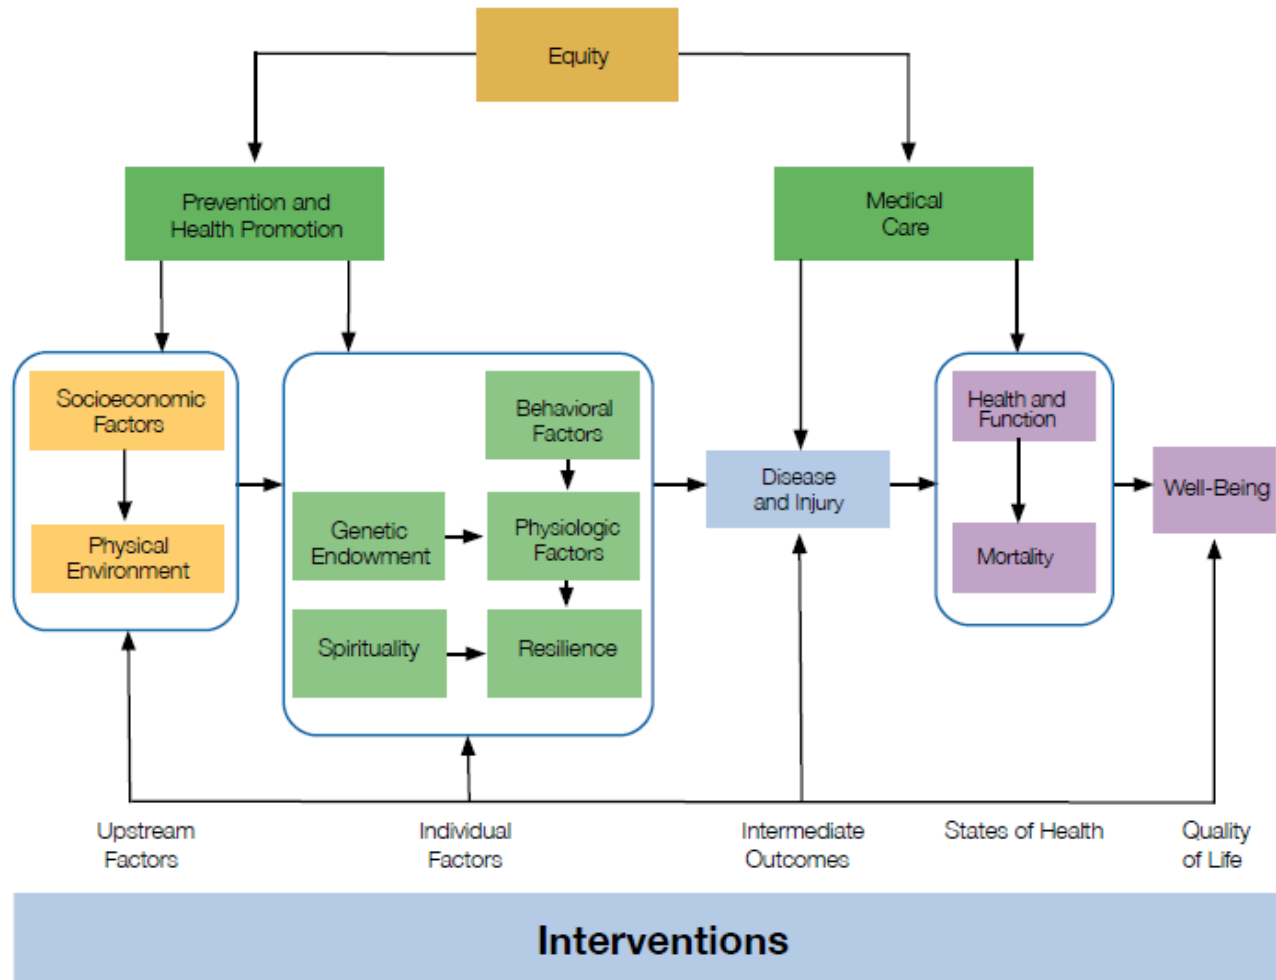 Equity
Prevention and
Health Promotion
Medical
Care
Socioeconomic
Factors
Physical
Environment
Behavioral
Factors
Genetic
Endowment
Physiologic
Factors
Spirituality
Resilience
Disease
and Injury
Health and
Function
Mortality
Well-Being
Upstream
Factors
Individual
Factors
Intermediate
Outcomes
States of Health
Quality
of Life
Interventions